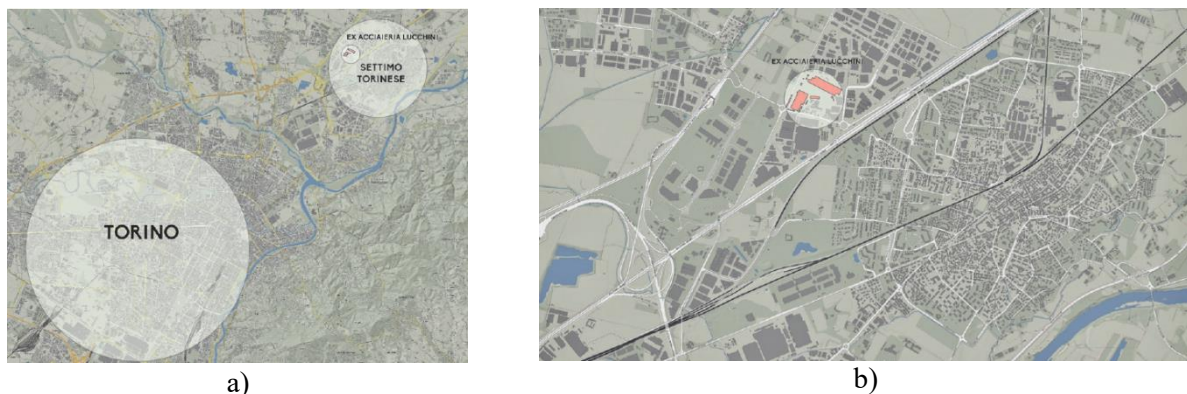 EX ACCIAIERIA LUCCHINI
SETTIMO
TORINESE
TORINO
a)
EX ACCIAIERIA LUCCHINI
b)